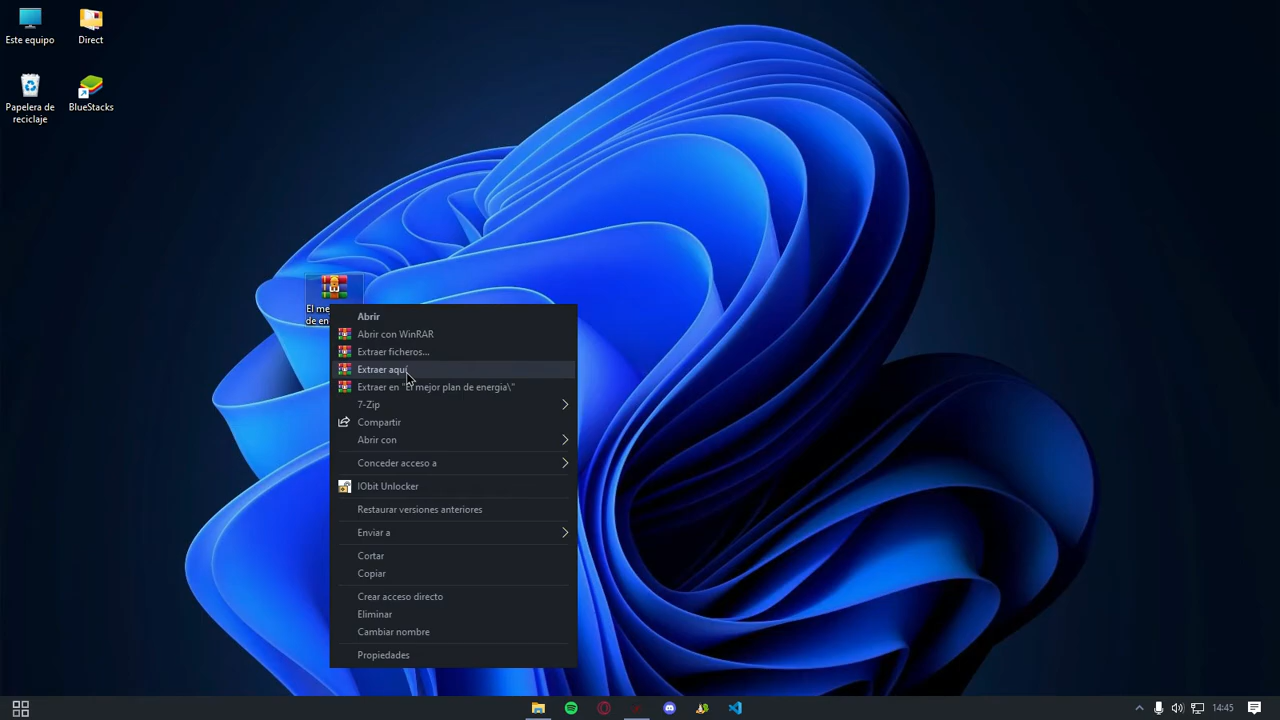 Este equipo
Direct
Papelera de
reciclaje
BlueStacks
El me
de en
Abrir
Abrir con WinRAR
Extraer ficheros...
Extraer aquí
Extraer en "El mejor plan de energia\"
7-Zip
Compartir
Abrir con
Conceder acceso a
IObit Unlocker
Restaurar versiones anteriores
Enviar a
Cortar
Copiar
Crear acceso directo
Eliminar
Cambiar nombre
Propiedades
14:45